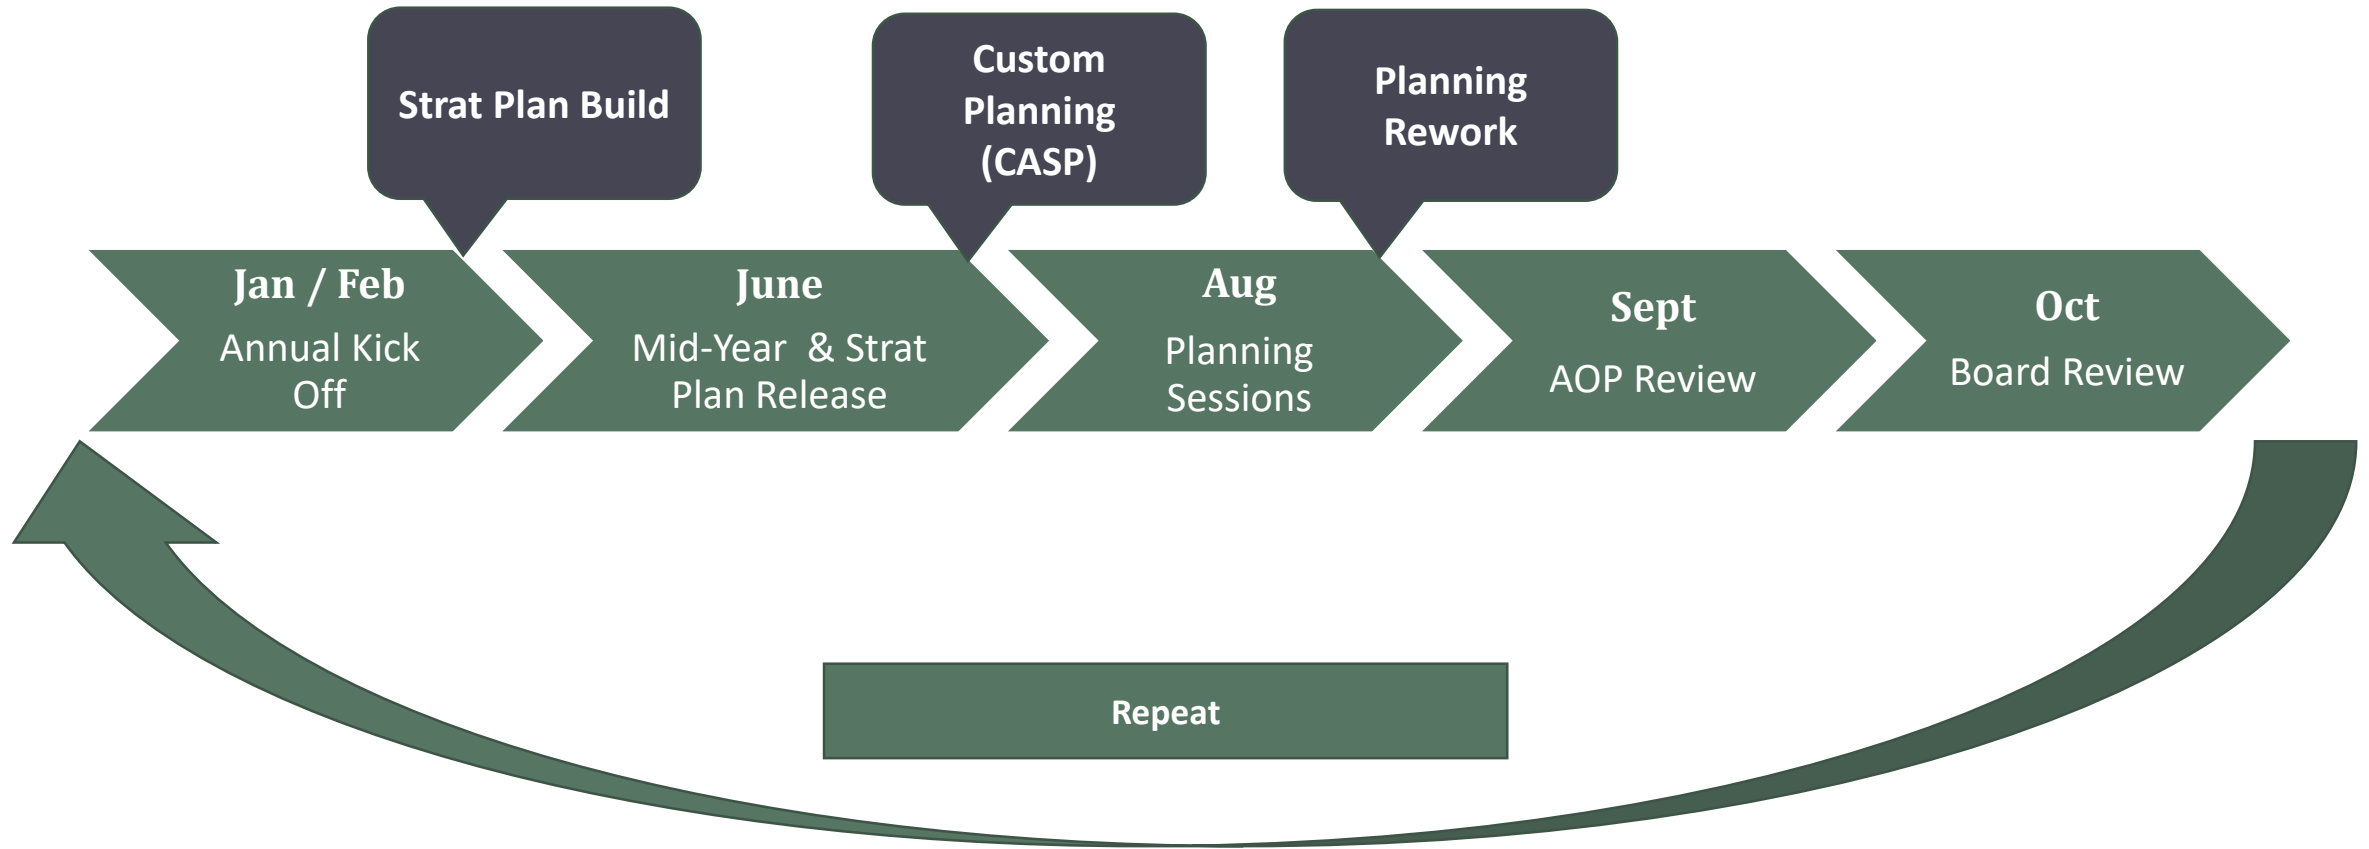 Strat Plan Build
Custom
Planning
(CASP)
Planning
Rework
Jan / Feb
Annual Kick
Off
June
Mid-Year  & Strat
Plan Release
Aug
Planning
Sessions
Sept
AOP Review
Oct
Board Review
Repeat